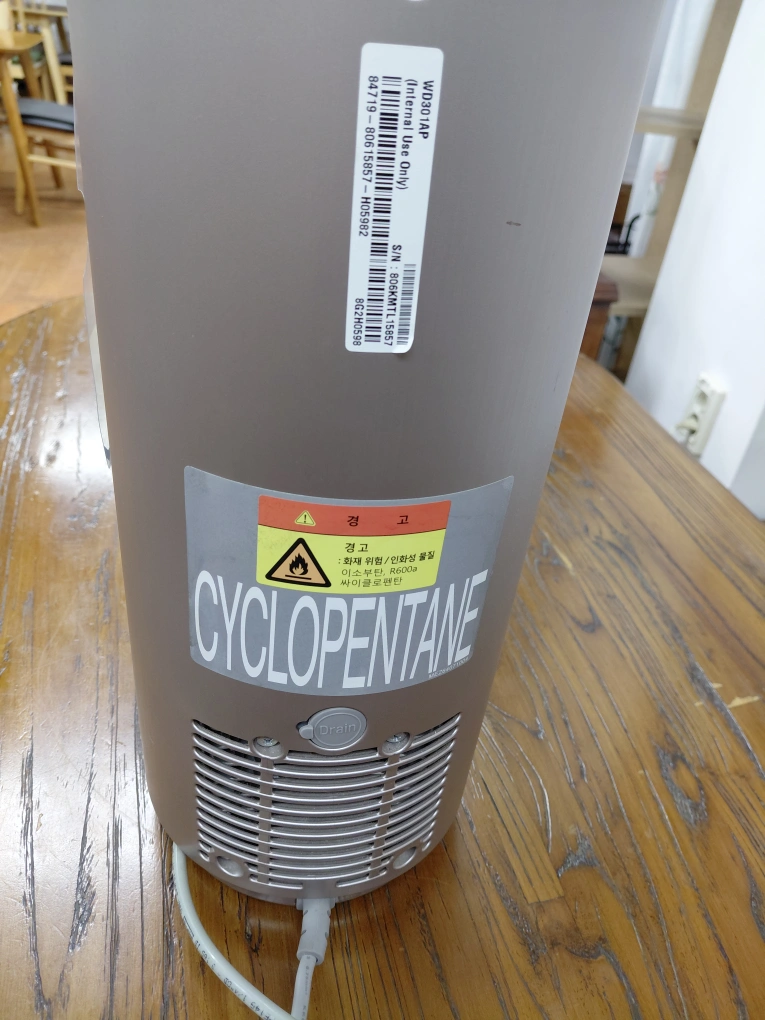 WD301AP
(Internal Use Only)
84719-80615857-H05982
S/N : 806KMTL15857
8G2H0598
경 고
경고
: 화재 위험 / 인화성 물질
이소부탄, R600a
싸이클로펜탄
CYCLOPENTANE
Drain